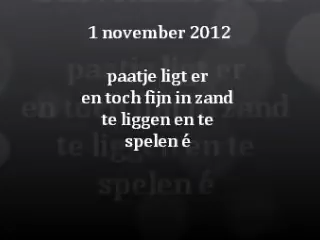 1 november 2012
paatje ligt er
en toch fijn in zand
te liggen en te
spelen é